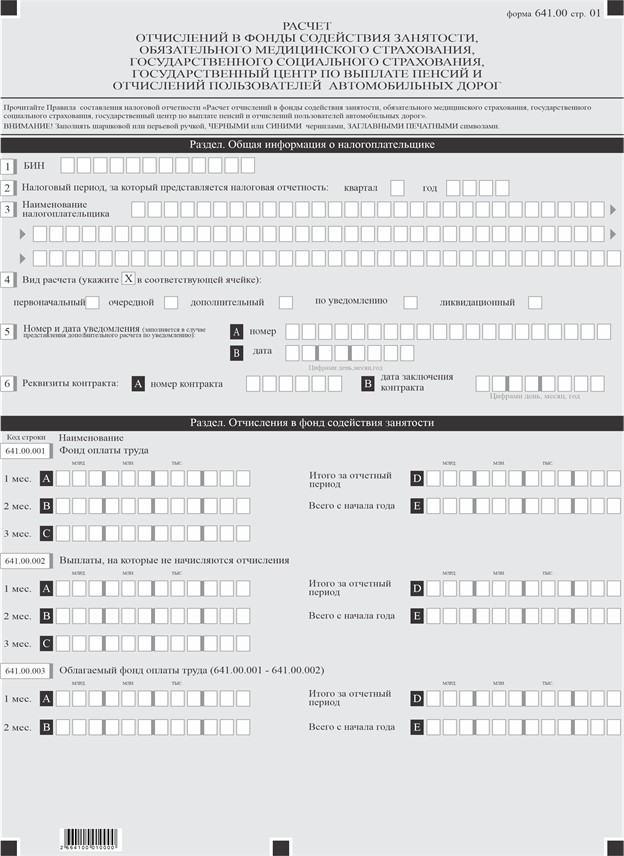 форма 641.00 стр. 01
РАСЧЕТ
ОТЧИСЛЕНИЙ В ФОНДЫ СОДЕЙСТВИЯ ЗАНЯТОСТИ,
ОБЯЗАТЕЛЬНОГО МЕДИЦИНСКОГО СТРАХОВАНИЯ,
ГОСУДАРСТВЕННОГО СОЦИАЛЬНОГО СТРАХОВАНИЯ,
ГОСУДАРСТВЕННЫЙ ЦЕНТР ПО ВЫПЛАТЕ ПЕНСИЙ И
ОТЧИСЛЕНИЙ ПОЛЬЗОВАТЕЛЕЙ АВТОМОБИЛЬНЫХ ДОРОГ
Прочитайте Правила составления налоговой отчетности «Расчет отчислений в фонды содействия занятости, обязательного медицинского страхования, государственного
социального страхования, государственный центр по выплате пенсий и отчислений пользователей автомобильных дорог».
ВНИМАНИЕ! Заполнять шариковой или перьевой ручкой, ЧЕРНЫМИ или СИНИМИ чернилами, ЗАГЛАВНЫМИ ПЕЧАТНЫМИ символами.
Раздел. Общая информация о налогоплательщике
1 БИН
2 Налоговый период, за который представляется налоговая отчетность: квартал год
3 Наименование
налогоплательщика
4 Вид расчета (укажите X в соответствующей ячейке):
первоначальный очередной дополнительный по уведомлению ликвидационный
5 Номер и дата уведомления (заполняется в случае
представления дополнительного расчета по уведомлению):
A номер
B дата
Цифрами день,месяц,год
6 Реквизиты контракта: A номер контракта B дата заключения
контракта
Цифрами день, месяц, год
Раздел. Отчисления в фонд содействия занятости
Код строки Наименование
641.00.001 Фонд оплаты труда
млрд млн тыс млрд млн тыс
1 мес. A Итого за отчетный
период D
2 мес. B Всего с начала года E
3 мес. C
641.00.002 Выплаты, на которые не начисляются отчисления
млрд млн тыс млрд млн тыс
1 мес. A Итого за отчетный
период D
2 мес. B Всего с начала года E
3 мес. C
641.00.003 Облагаемый фонд оплаты труда (641.00.001 - 641.00.002)
млрд млн тыс млрд млн тыс
1 мес. A Итого за отчетный
период D
2 мес. B Всего с начала года E
2 664100 010000